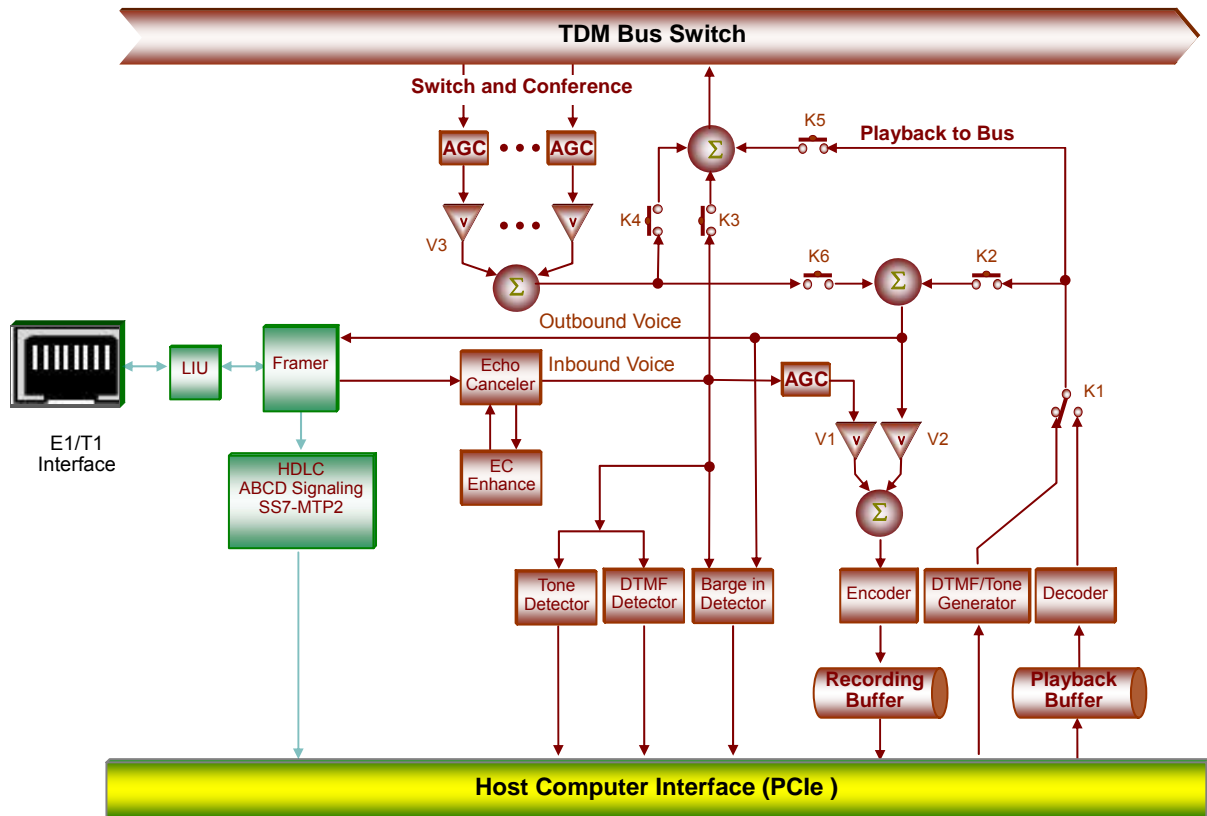 TDM Bus Switch
Switch and Conference
K5
Playback to Bus
AGC
AGC
Σ
K4
K3
v
v
V3
K6
K2
Σ
Σ
Outbound Voice
Inbound Voice
LIU
Framer
Echo
Canceler
AGC
K1
E1/T1
Interface
V1
v
v
V2
HDLC
ABCD Signaling
SS7-MTP2
EC
Enhance
Σ
Tone
Detector
DTMF
Detector
Barge in
Detector
Encoder
DTMF/Tone
Generator
Decoder
Recording
Buffer
Playback
Buffer
Host Computer Interface (PCIe )